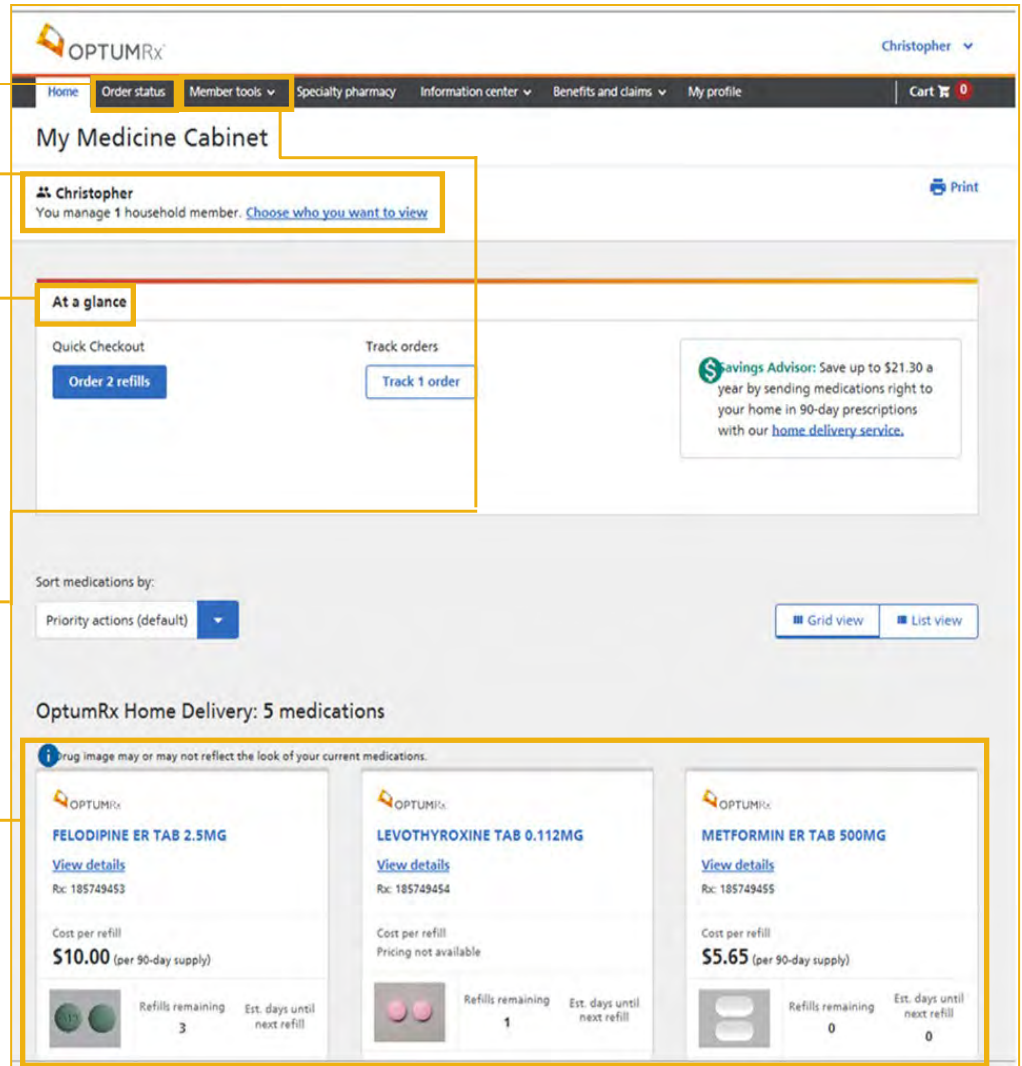 OPTUMRx
Christopher
Home Order status Member tools Specialty pharmacy Information center Benefits and claims My profile Cart 0
My Medicine Cabinet
Christopher
You manage 1 household member. Choose who you want to view
Print
At a glance
Quick Checkout
Order 2 refills
Track orders
Track 1 order
$
Savings Advisor: Save up to $21.30 a
year by sending medications right to
your home in 90-day prescriptions
with our home delivery service.
Sort medications by:
Priority actions (default)
Grid view List view
OptumRx Home Delivery: 5 medications
i Drug image may or may not reflect the look of your current medications.
OPTUMRx
FELODIPINE ER TAB 2.5MG
View details
Rx: 185749453
Cost per refill
$10.00 (per 90-day supply)
Refills remaining
3
Est. days until
next refill
OPTUMRx
LEVOTHYROXINE TAB 0.112MG
View details
Rx: 185749454
Cost per refill
Pricing not available
Refills remaining
1
Est. days until
next refill
OPTUMRx
METFORMIN ER TAB 500MG
View details
Rx: 185749455
Cost per refill
$5.65 (per 90-day supply)
Refills remaining
0
Est. days until
next refill
0